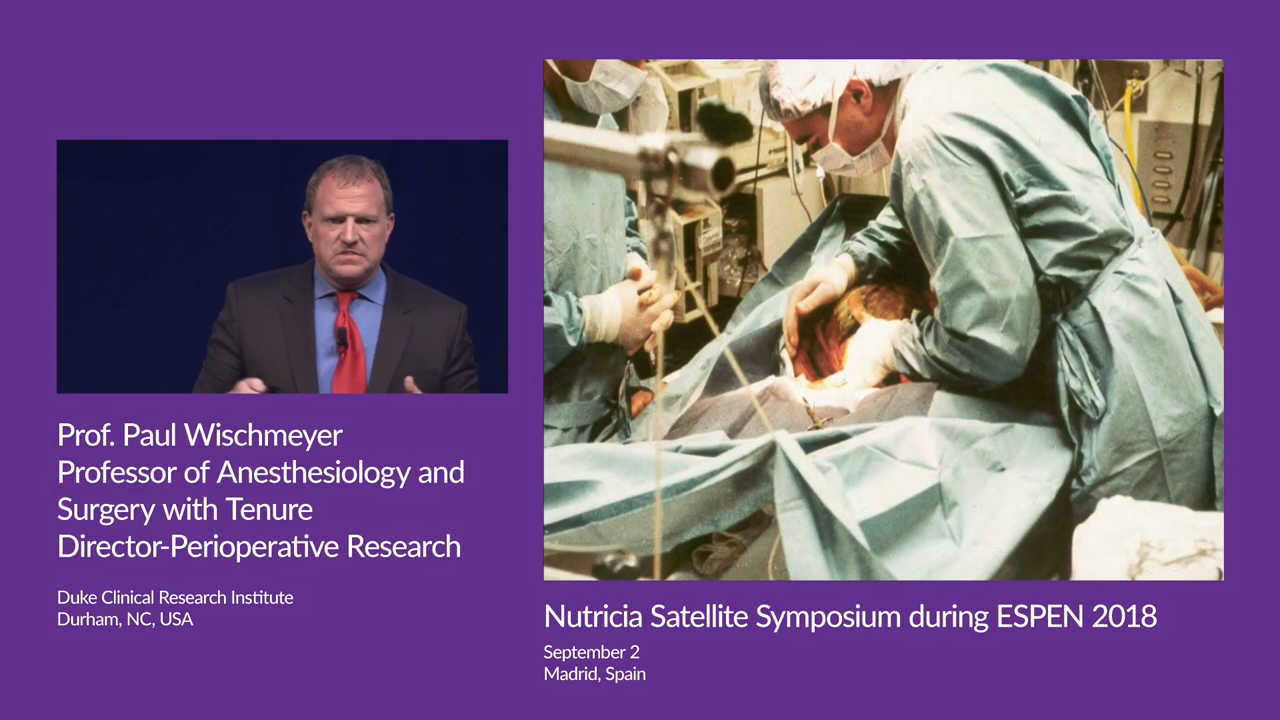 Prof. Paul Wischmeyer
Professor of Anesthesiology and
Surgery with Tenure
Director-Perioperative Research
Duke Clinical Research Institute
Durham, NC, USA
Nutricia Satellite Symposium during ESPEN 2018
September 2
Madrid, Spain